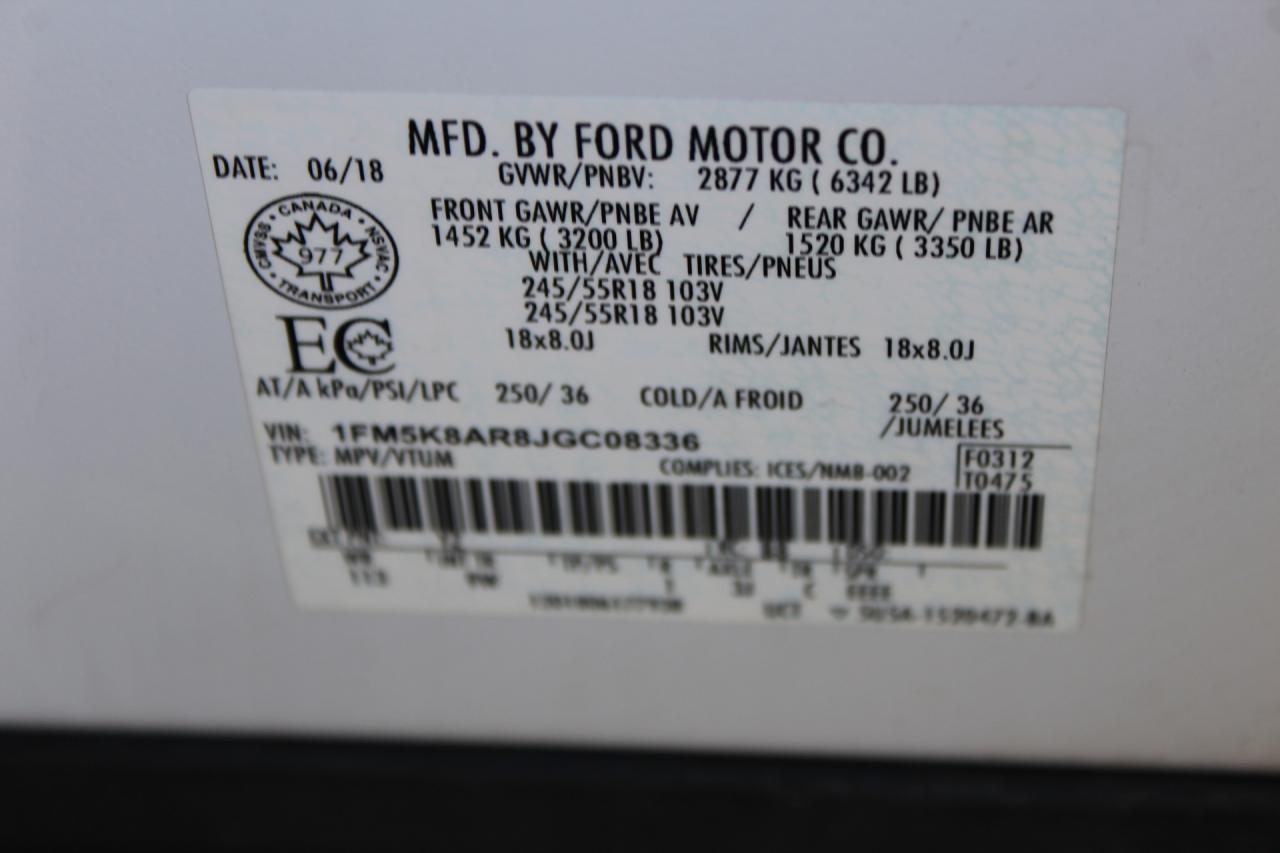 MFD. BY FORD MOTOR CO.
DATE: 06/18 GVWR/PNBV: 2877 KG ( 6342 LB)
FRONT GAWR/PNBE AV / REAR GAWR/ PNBE AR
1452 KG ( 3200 LB) 1520 KG ( 3350 LB)
WITH/AVEC TIRES/PNEUS
245/55R18 103V
245/55R18 103V
18x8.0J RIMS/JANTES 18x8.0J
CANADA
CMVSS 977 NSVAC
TRANSPORT
EC
AT/A kPa/PSI/LPC 250/ 36 COLD/A FROID 250/ 36
/JUMELEES
VIN: 1FM5K8AR8JGC08336
TYPE: MPV/VTUM COMPLIES: ICES/NMB-002
F0312
T0475